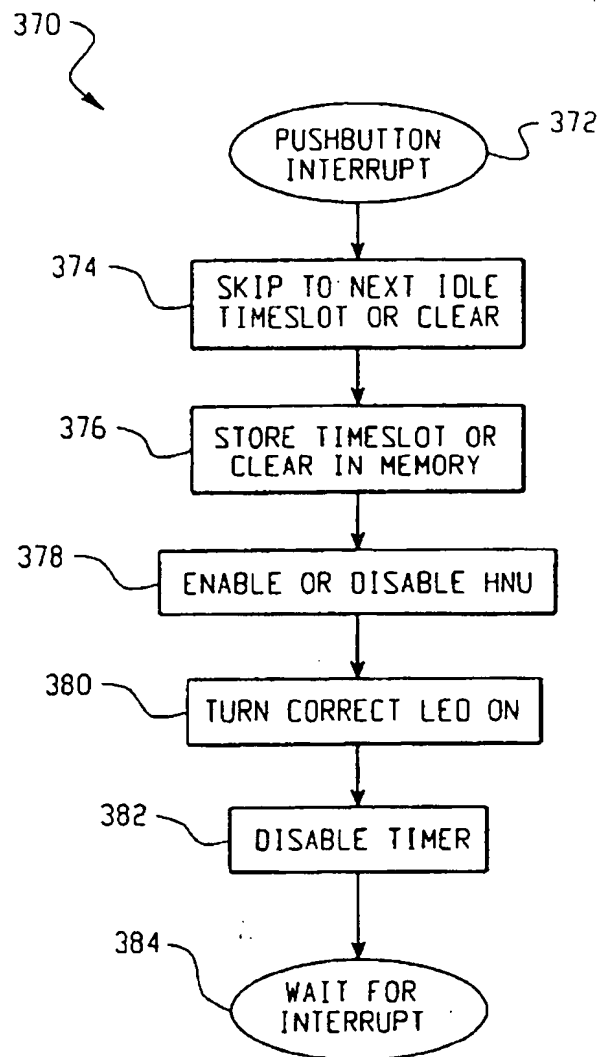 370
PUSHBUTTON
INTERRUPT
372
374
SKIP TO NEXT IDLE
TIMESLOT OR CLEAR
376
STORE TIMESLOT OR
CLEAR IN MEMORY
378
ENABLE OR DISABLE HNU
380
TURN CORRECT LED ON
382
DISABLE TIMER
384
WAIT FOR
INTERRUPT